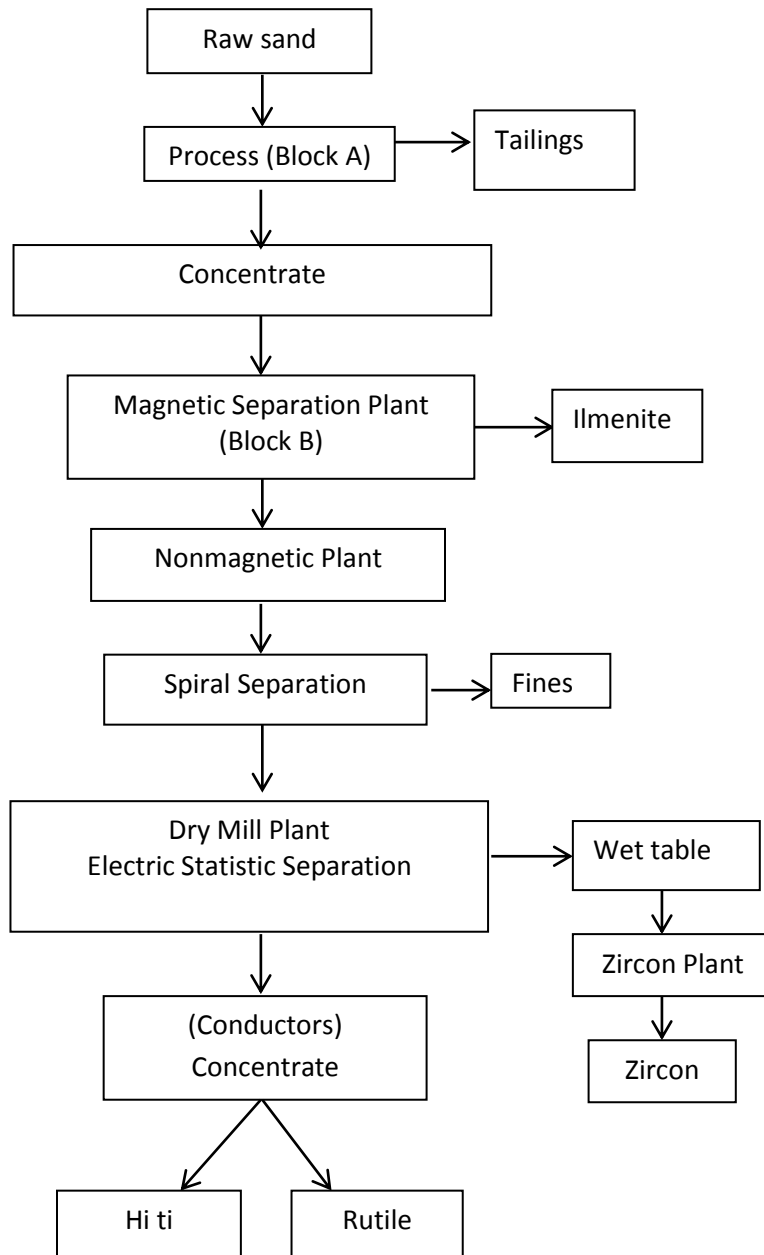 Raw sand
Process (Block A)
Tailings
Concentrate
Magnetic Separation Plant
(Block B)
Ilmenite
Nonmagnetic Plant
Spiral Separation
Fines
Dry Mill Plant
Electric Statistic Separation
Wet table
Zircon Plant
(Conductors)
Concentrate
Zircon
Hi ti
Rutile